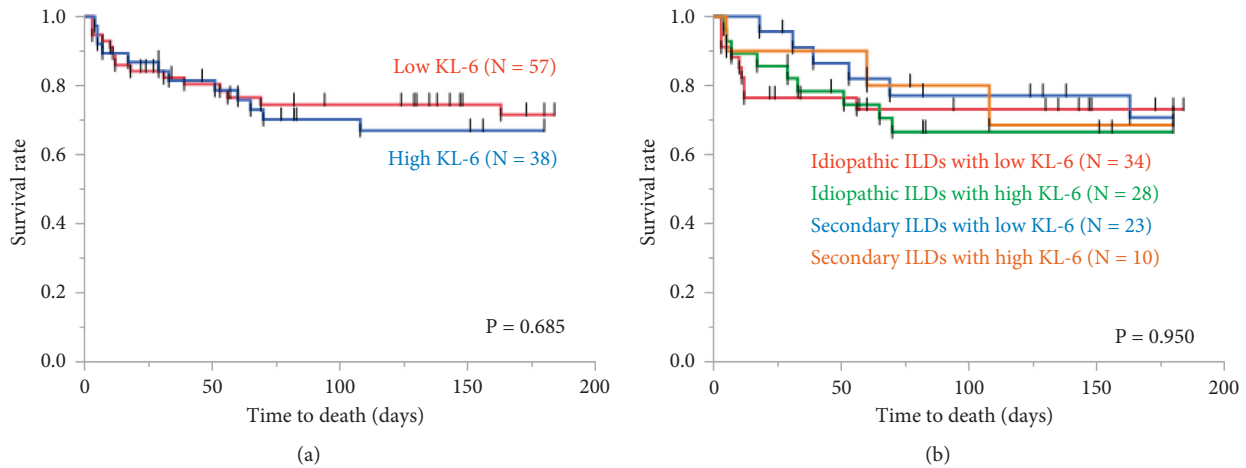 1.0
0.8
0.6
0.4
0.2
0.0
Survival rate
Low KL-6 (N = 57)
High KL-6 (N = 38)
P = 0.685
0 50 100 150 200
Time to death (days)
(a)
1.0
0.8
0.6
0.4
0.2
0.0
Survival rate
Idiopathic ILDs with low KL-6 (N = 34)
Idiopathic ILDs with high KL-6 (N = 28)
Secondary ILDs with low KL-6 (N = 23)
Secondary ILDs with high KL-6 (N = 10)
P = 0.950
0 50 100 150 200
Time to death (days)
(b)